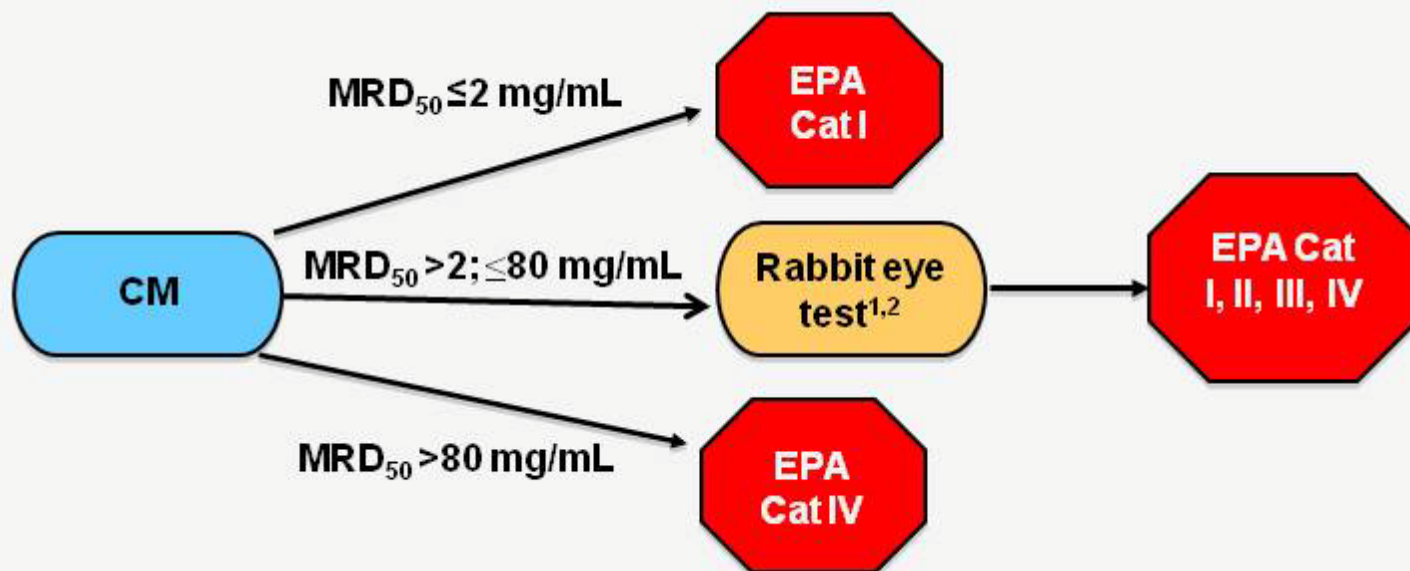 MRD₅₀ ≤2 mg/mL
EPA
Cat I
CM
MRD₅₀ >2; ≤80 mg/mL
Rabbit eye
test¹,²
EPA Cat
I, II, III, IV
MRD₅₀ >80 mg/mL
EPA
Cat IV